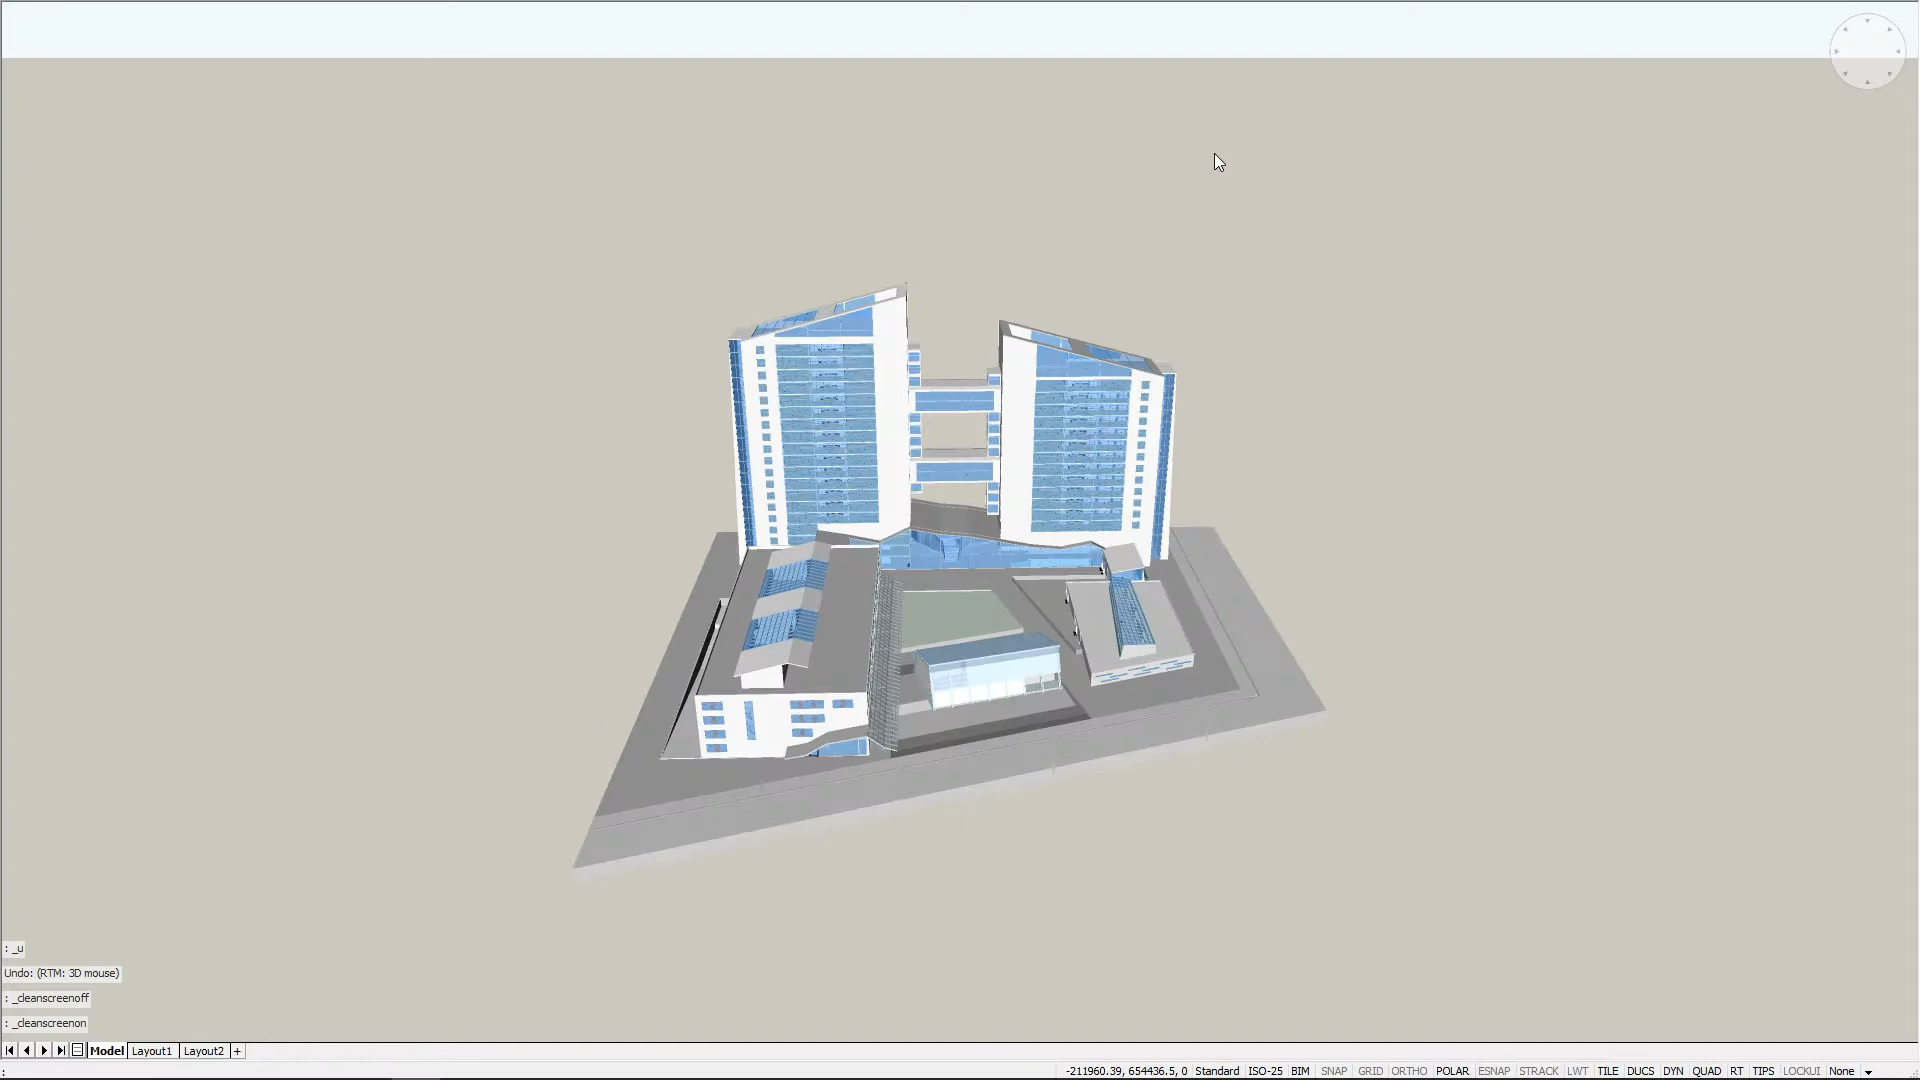 : _u
Undo: (RTM: 3D mouse)
: _cleanscreenoff
: _cleanscreenon
Model Layout1 Layout2 +
:
-211960.39, 654436.5, 0 Standard ISO-25 BIM SNAP GRID ORTHO POLAR ESNAP STRACK LWT TILE DUCS DYN QUAD RT TIPS LOCKUI None